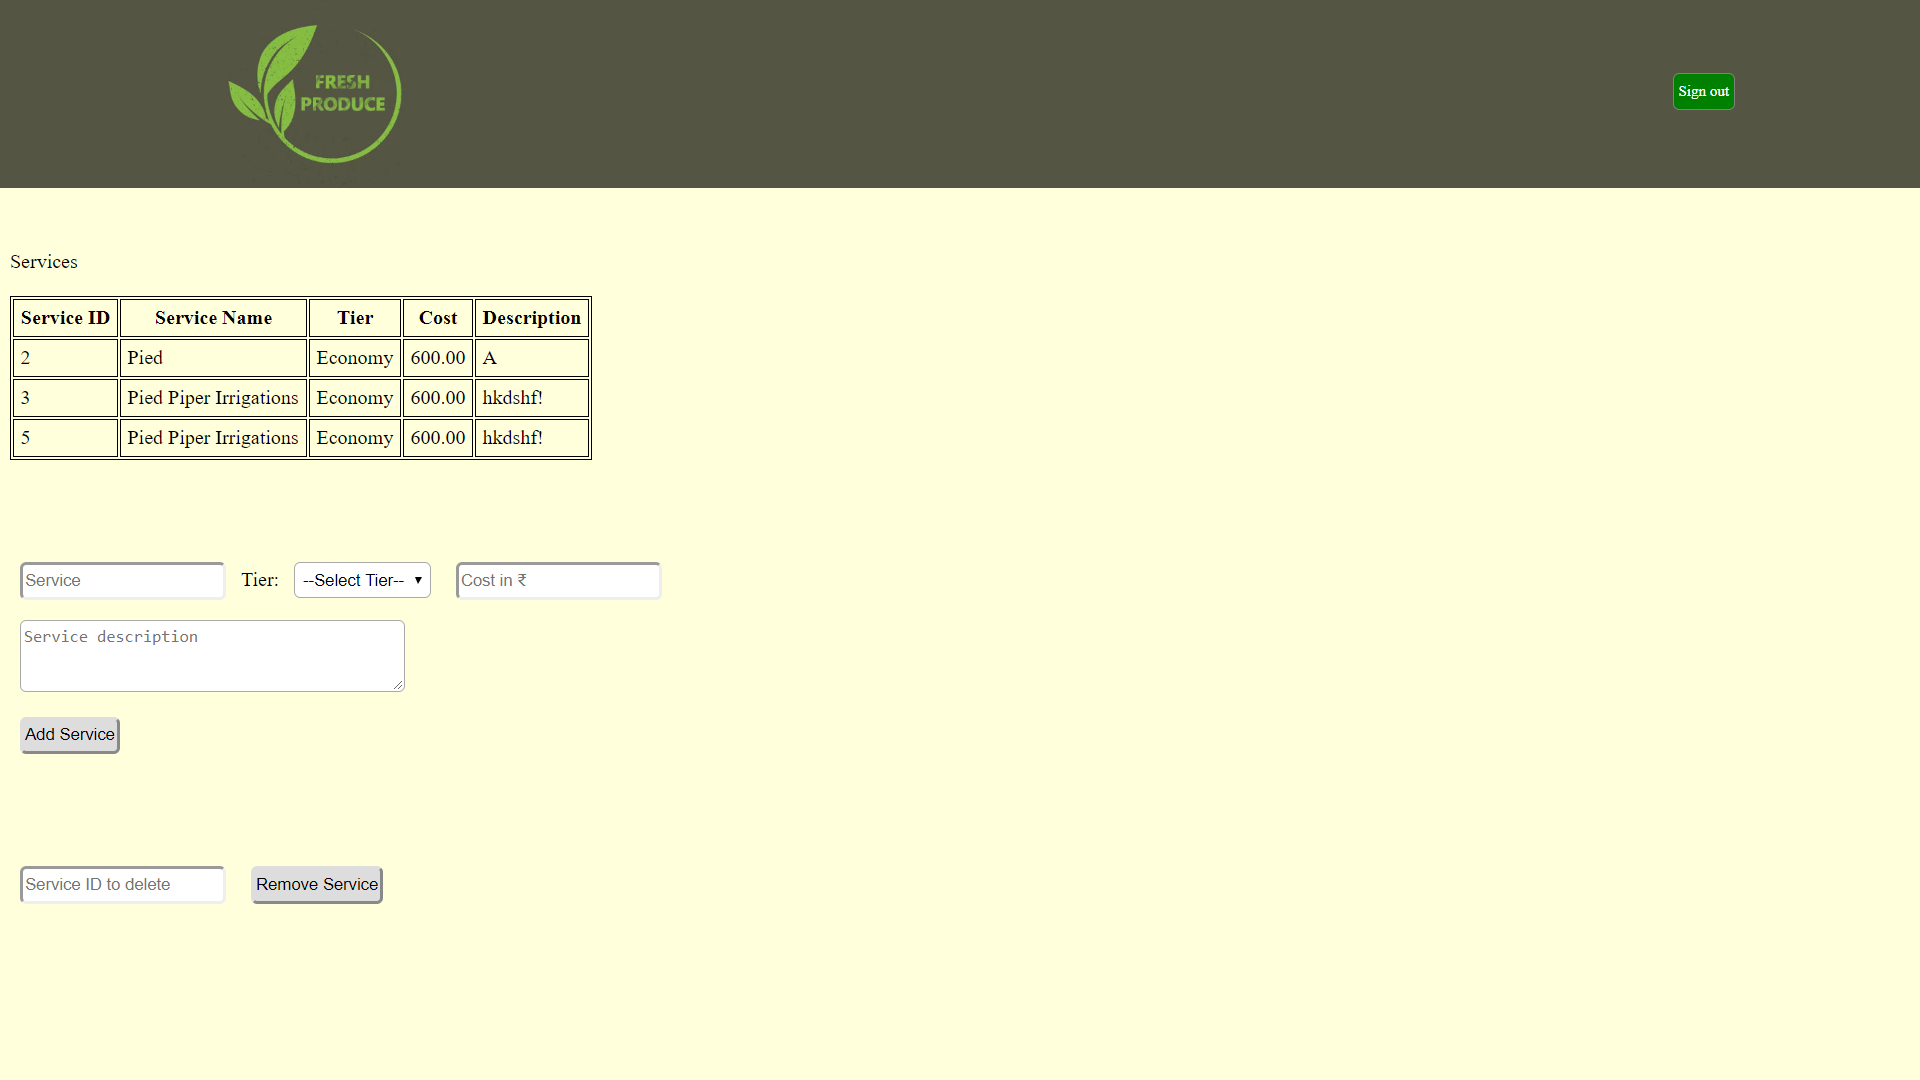 FRESH
PRODUCE
Sign out
Services
Service ID Service Name Tier Cost Description
2 Pied Economy 600.00 A
3 Pied Piper Irrigations Economy 600.00 hkdshf!
5 Pied Piper Irrigations Economy 600.00 hkdshf!
Service Tier: --Select Tier-- Cost in ₹
Service description
Add Service
Service ID to delete Remove Service